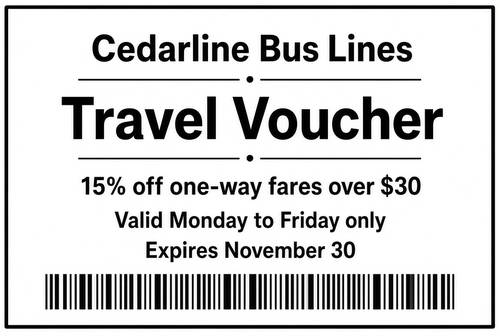 Cedarline Bus Lines
Travel Voucher
15% off one-way fares over $30
Valid Monday to Friday only
Expires November 30